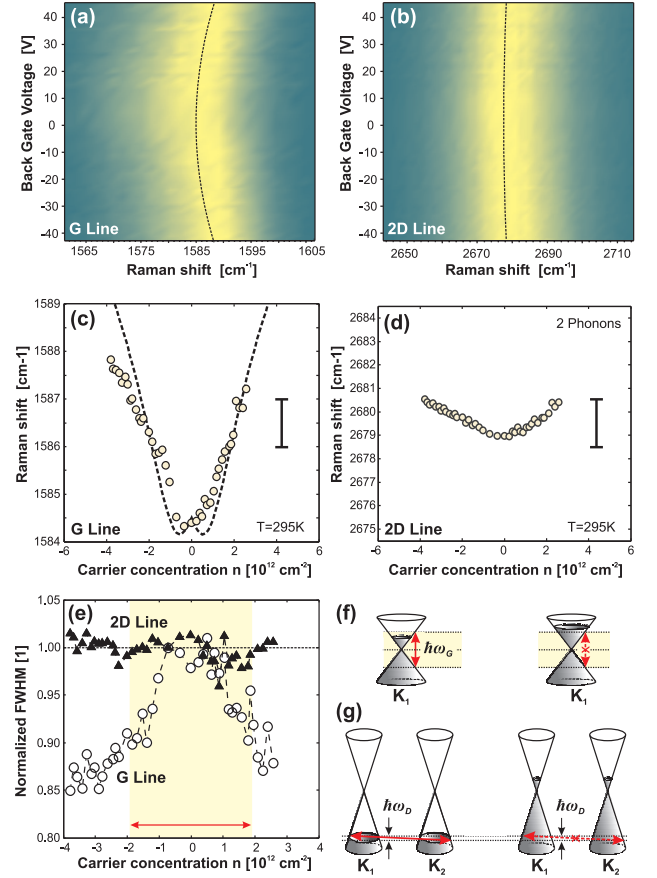 (a)
Back Gate Voltage [V]
40
30
20
10
0
-10
-20
-30
-40
G Line
1565 1575 1585 1595 1605
Raman shift [cm-1]
(b)
Back Gate Voltage [V]
40
30
20
10
0
-10
-20
-30
-40
2D Line
2650 2670 2690 2710
Raman shift [cm-1]
(c)
Raman shift [cm-1]
1589
1588
1587
1586
1585
1584
G Line
T=295K
-6 -4 -2 0 2 4 6
Carrier concentration n [10^12 cm-2]
(d)
2 Phonons
Raman shift [cm-1]
2684
2683
2682
2681
2680
2679
2678
2677
2676
2675
2D Line
T=295K
-6 -4 -2 0 2 4 6
Carrier concentration n [10^12 cm-2]
(e)
Normalized FWHM [1]
1.05
1.00
0.95
0.90
0.85
0.80
2D Line
G Line
-4 -3 -2 -1 0 1 2 3 4
Carrier concentration n [10^12 cm-2]
(f)
ħωG
K1
K1
(g)
ħωD
ħωD
K1 K2 K1 K2